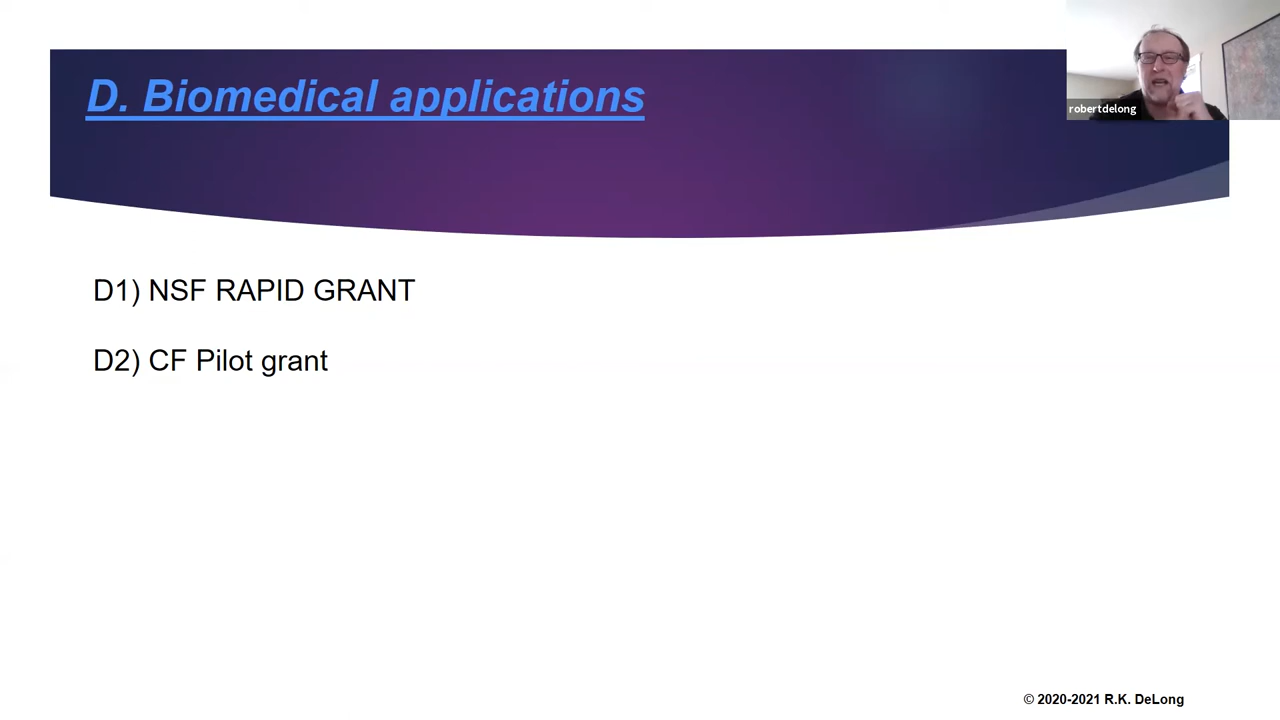 D. Biomedical applications
robertdelong
D1) NSF RAPID GRANT
D2) CF Pilot grant
© 2020-2021 R.K. DeLong